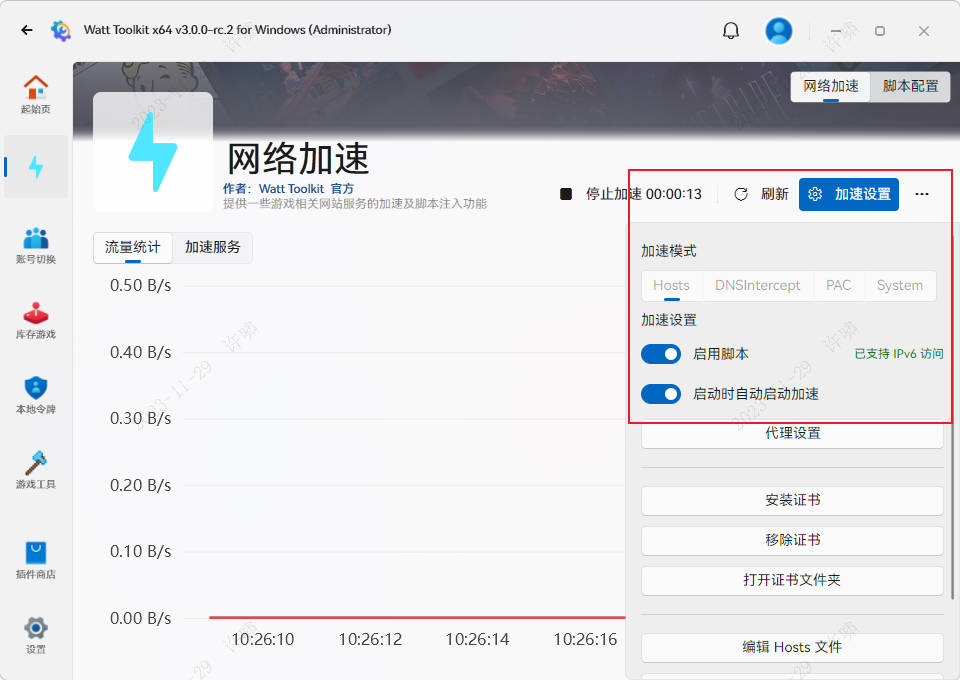 Watt Toolkit x64 v3.0.0-rc.2 for Windows (Administrator)
起始页
网络加速 脚本配置
网络加速
作者: Watt Toolkit 官方
提供一些游戏相关网站服务的加速及脚本注入功能
停止加速 00:00:13 刷新 加速设置 ...
流量统计 加速服务
账号切换
库存游戏
本地令牌
游戏工具
插件商店
设置
0.50 B/s
0.40 B/s
0.30 B/s
0.20 B/s
0.10 B/s
0.00 B/s
10:26:10 10:26:12 10:26:14 10:26:16
加速模式
Hosts DNSIntercept PAC System
加速设置
启用脚本 已支持 IPv6 访问
启动时自动启动加速
代理设置
安装证书
移除证书
打开证书文件夹
编辑 Hosts 文件
2023-11-29